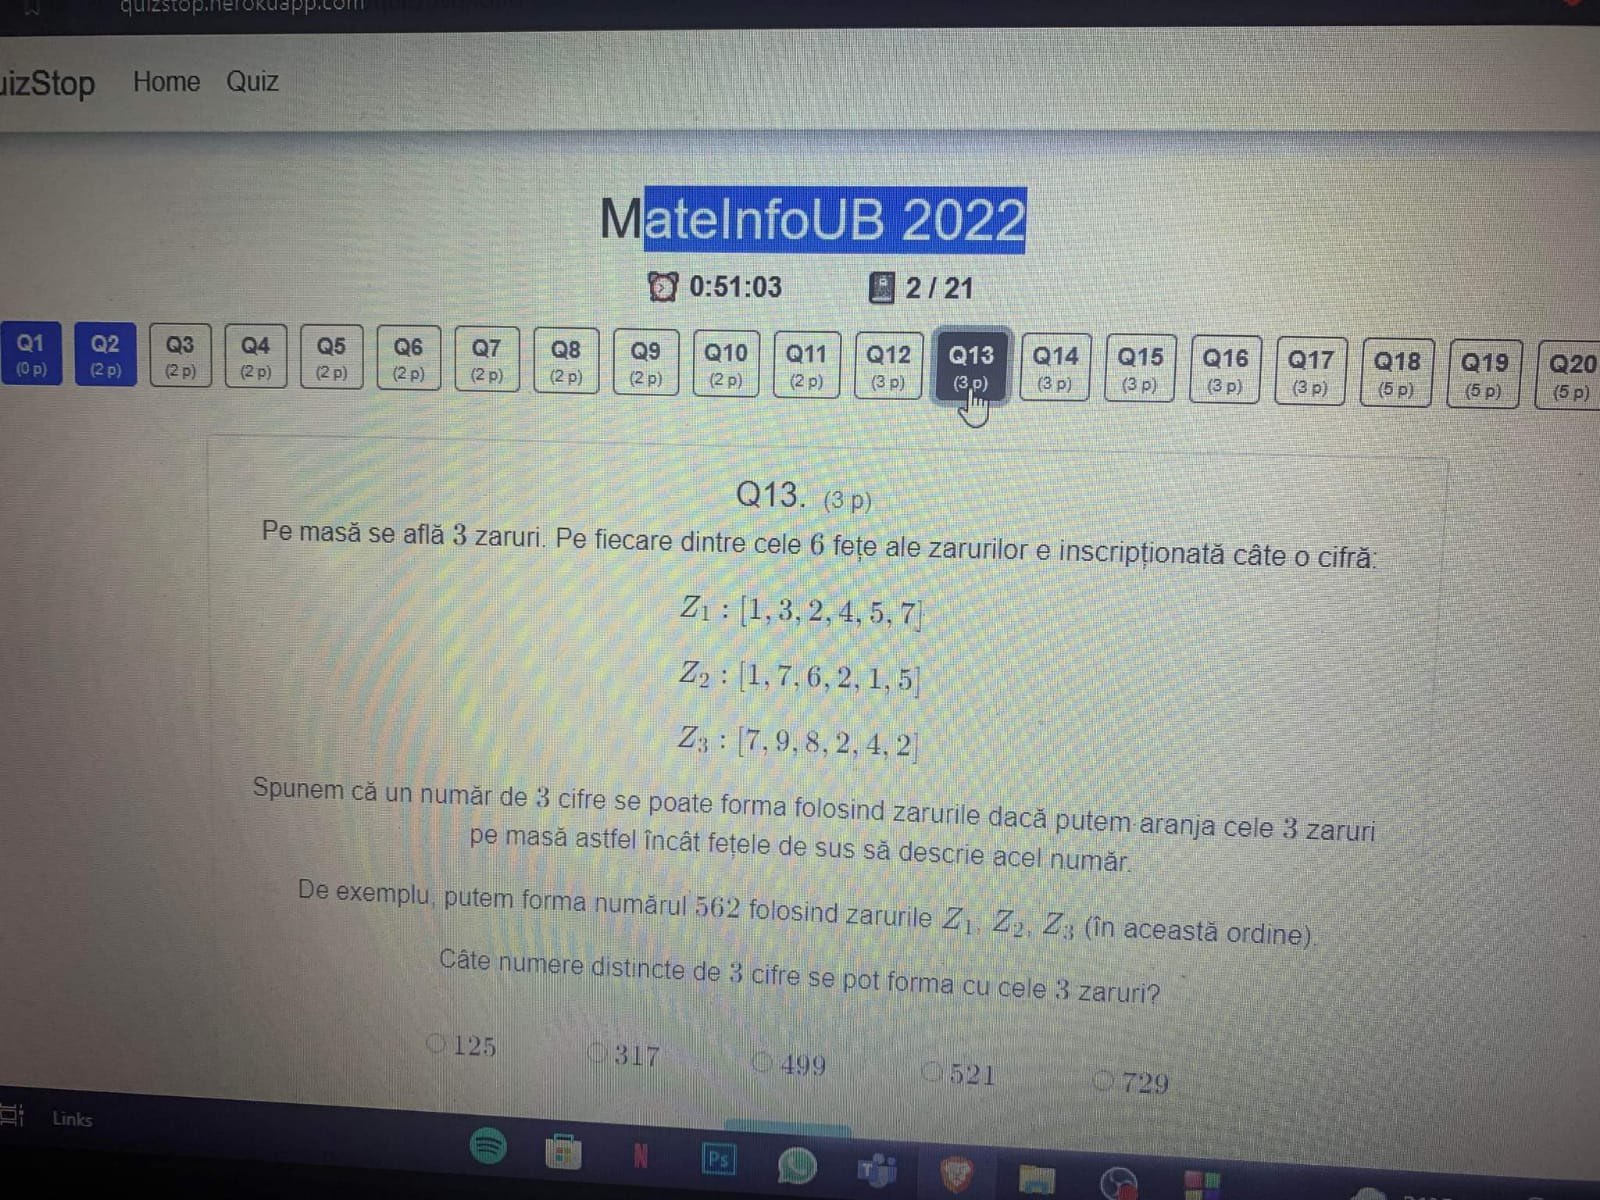 quizstop.herokuapp.com
uizStop Home Quiz
MateInfoUB 2022
0:51:03 2 / 21
Q1 Q2 Q3 Q4 Q5 Q6 Q7 Q8 Q9 Q10 Q11 Q12 Q13 Q14 Q15 Q16 Q17 Q18 Q19 Q20
(0 p) (2 p) (2 p) (2 p) (2 p) (2 p) (2 p) (2 p) (2 p) (2 p) (2 p) (3 p) (3 p) (3 p) (3 p) (3 p) (3 p) (5 p) (5 p) (5 p)
Q13. (3 p)
Pe masă se află 3 zaruri. Pe fiecare dintre cele 6 fețe ale zarurilor e inscripționată câte o cifră:
Z1 : [1, 3, 2, 4, 5, 7]
Z2 : [1, 7, 6, 2, 1, 5]
Z3 : [7, 9, 8, 2, 4, 2]
Spunem că un număr de 3 cifre se poate forma folosind zarurile dacă putem aranja cele 3 zaruri
pe masă astfel încât fețele de sus să descrie acel număr.
De exemplu, putem forma numărul 562 folosind zarurile Z1, Z2, Z3 (în această ordine).
Câte numere distincte de 3 cifre se pot forma cu cele 3 zaruri?
125 317 499 521 729
Links
N Ps T